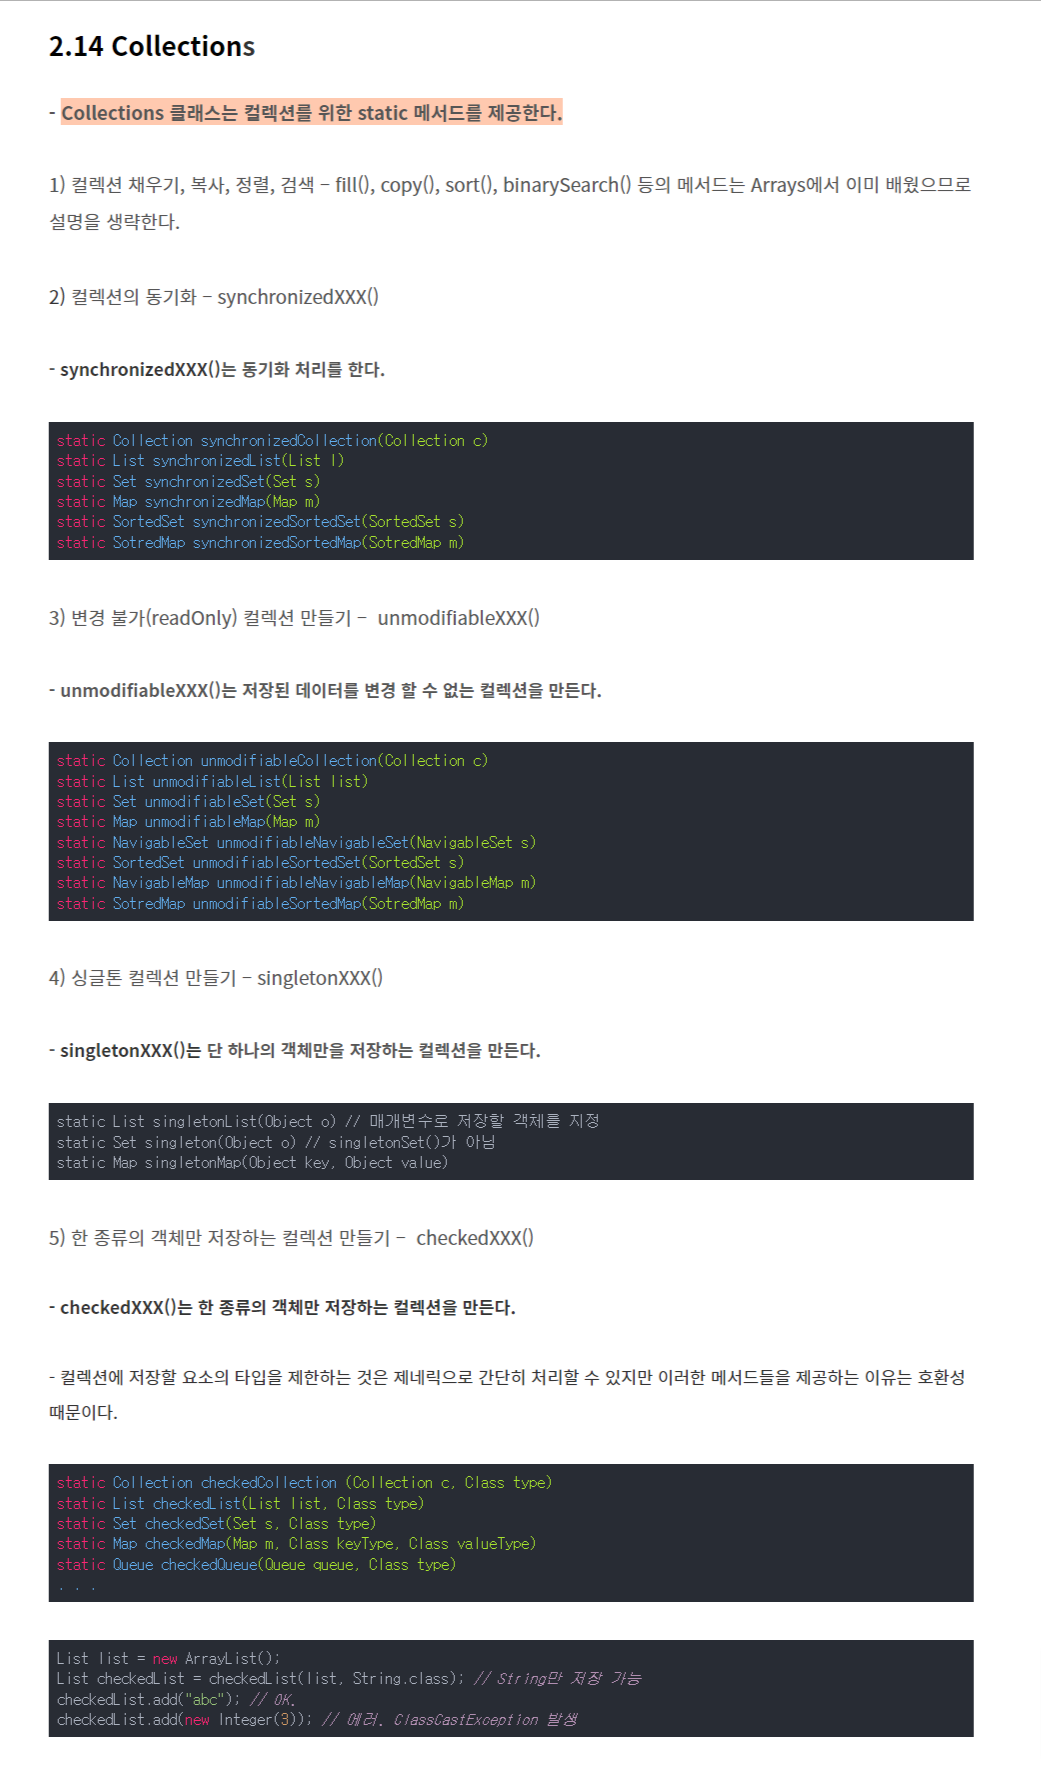 2.14 Collections
- Collections 클래스는 컬렉션를 위한 static 메서드를 제공한다.
1) 컬렉션 채우기, 복사, 정렬, 검색 – fill(), copy(), sort(), binarySearch() 등의 메서드는 Arrays에서 이미 배웠으므로
설명을 생략한다.
2) 컬렉션의 동기화 – synchronizedXXX()
- synchronizedXXX()는 동기화 처리를 한다.
static Collection synchronizedCollection(Collection c)
static List synchronizedList(List l)
static Set synchronizedSet(Set s)
static Map synchronizedMap(Map m)
static SortedSet synchronizedSortedSet(SortedSet s)
static SotredMap synchronizedSortedMap(SotredMap m)
3) 변경 불가(readOnly) 컬렉션 만들기 –  unmodifiableXXX()
- unmodifiableXXX()는 저장된 데이터를 변경 할 수 없는 컬렉션을 만든다.
static Collection unmodifiableCollection(Collection c)
static List unmodifiableList(List list)
static Set unmodifiableSet(Set s)
static Map unmodifiableMap(Map m)
static NavigableSet unmodifiableNavigableSet(NavigableSet s)
static SortedSet unmodifiableSortedSet(SortedSet s)
static NavigableMap unmodifiableNavigableMap(NavigableMap m)
static SotredMap unmodifiableSortedMap(SotredMap m)
4) 싱글톤 컬렉션 만들기 – singletonXXX()
- singletonXXX()는 단 하나의 객체만을 저장하는 컬렉션을 만든다.
static List singletonList(Object o) // 매개변수로 저장할 객체를 지정
static Set singleton(Object o) // singletonSet()가 아님
static Map singletonMap(Object key, Object value)
5) 한 종류의 객체만 저장하는 컬렉션 만들기 –  checkedXXX()
- checkedXXX()는 한 종류의 객체만 저장하는 컬렉션을 만든다.
- 컬렉션에 저장할 요소의 타입을 제한하는 것은 제네릭으로 간단히 처리할 수 있지만 이러한 메서드들을 제공하는 이유는 호환성
때문이다.
static Collection checkedCollection (Collection c, Class type)
static List checkedList(List list, Class type)
static Set checkedSet(Set s, Class type)
static Map checkedMap(Map m, Class keyType, Class valueType)
static Queue checkedQueue(Queue queue, Class type)
. . .
List list = new ArrayList();
List checkedList = checkedList(list, String.class); // String만 저장 가능
checkedList.add("abc"); // OK.
checkedList.add(new Integer(3)); // 에러. ClassCastException 발생